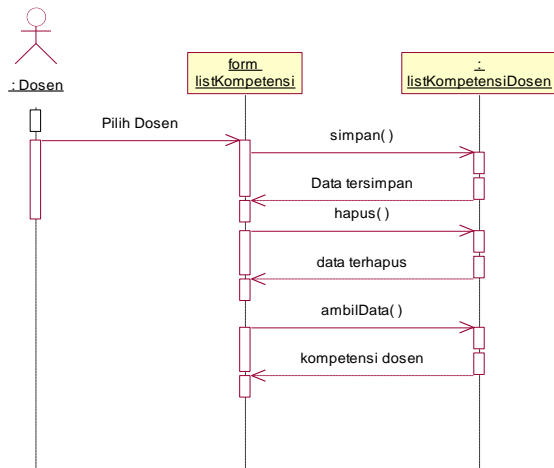 : Dosen
form
listKompetensi
:
listKompetensiDosen
Pilih Dosen
simpan( )
Data tersimpan
hapus( )
data terhapus
ambilData( )
kompetensi dosen